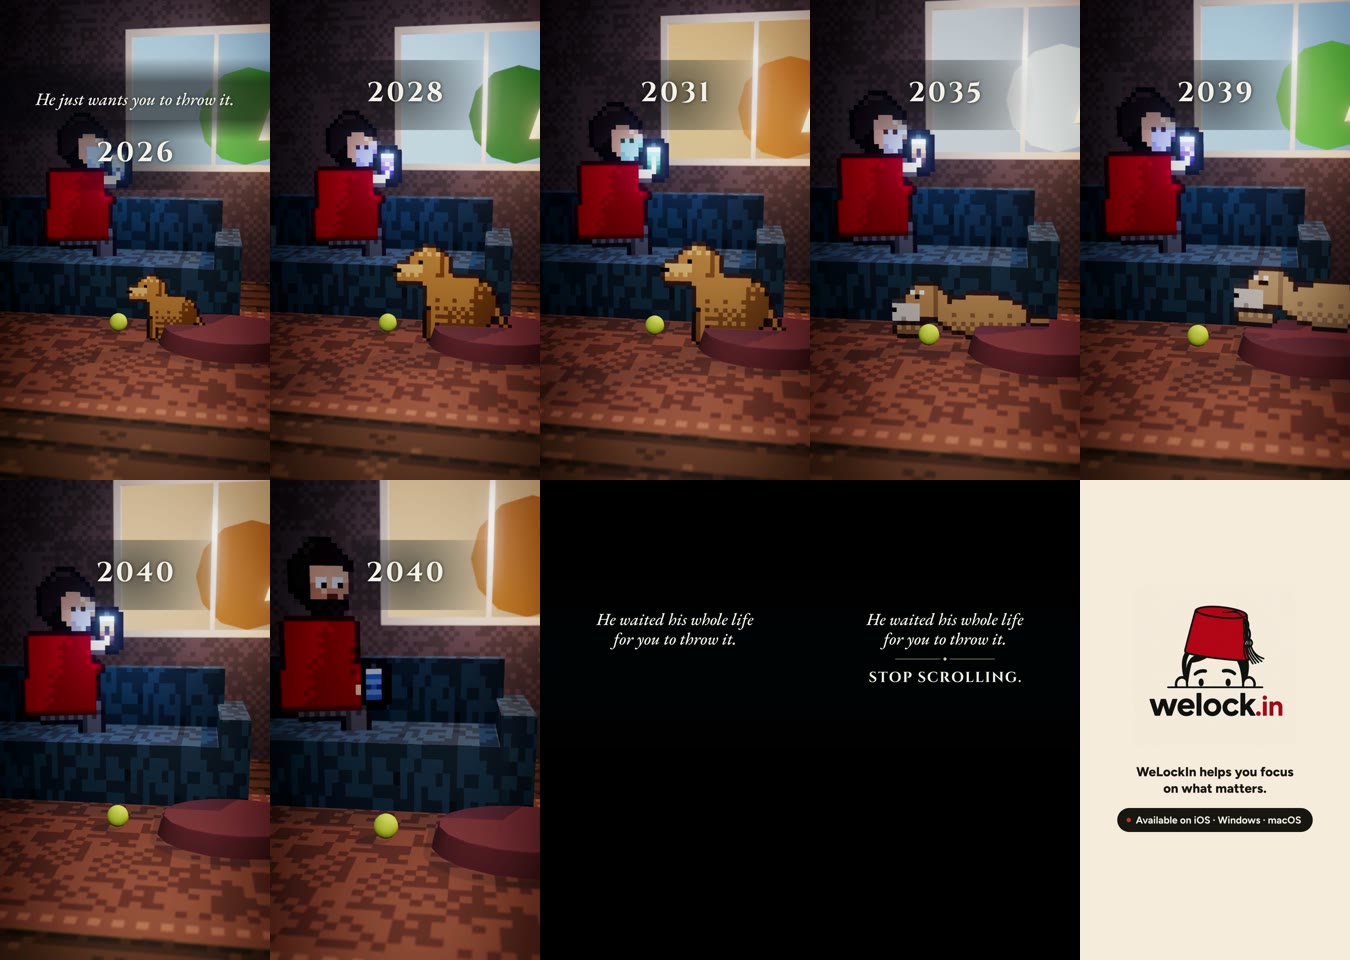 He just wants you to throw it.
2026
2028
2031
2035
2039
2040
2040
He waited his whole life
for you to throw it.
He waited his whole life
for you to throw it.
STOP SCROLLING.
welock.in
WeLockIn helps you focus
on what matters.
Available on iOS · Windows · macOS